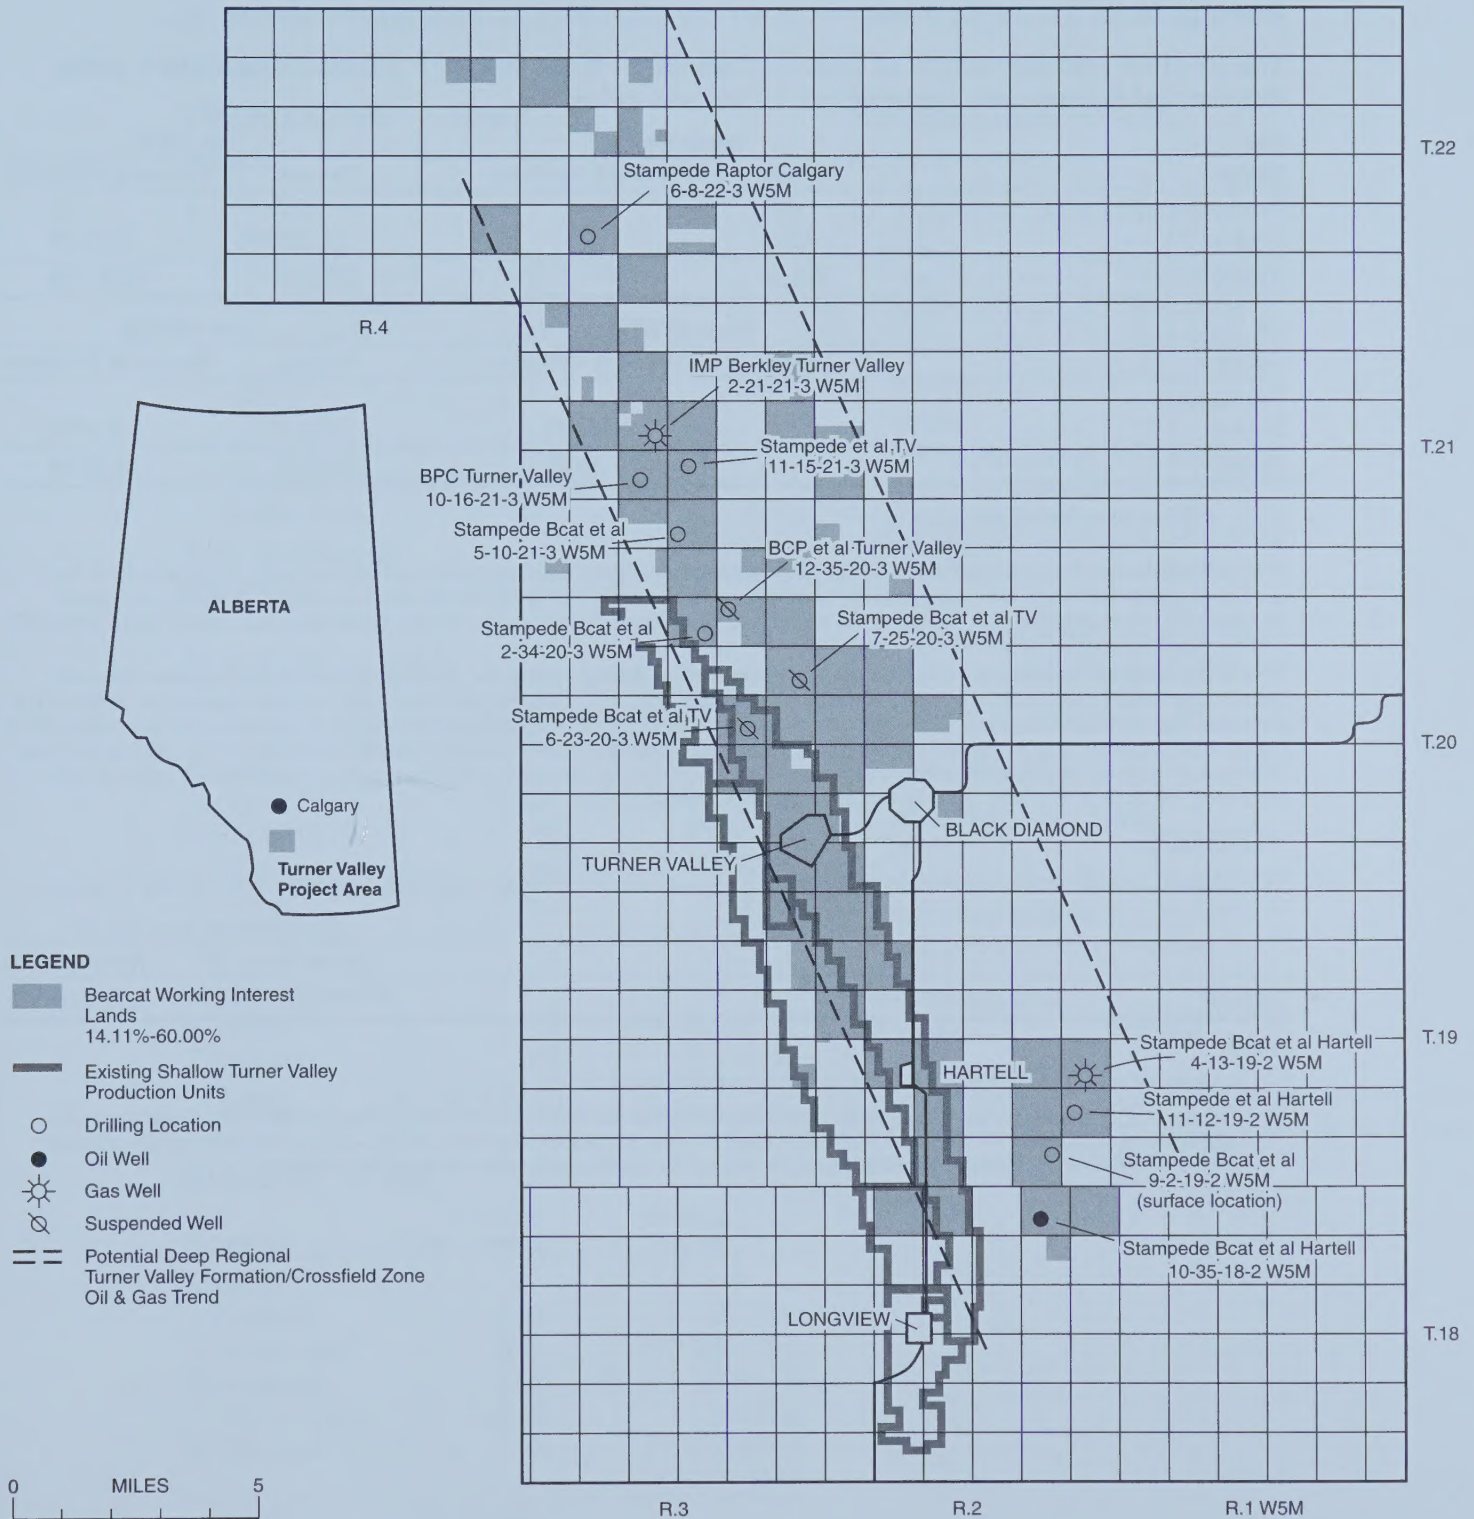 T.22
Stampede Raptor Calgary
6-8-22-3 W5M
R.4
IMP Berkley Turner Valley
2-21-21-3 W5M
Stampede et al TV
11-15-21-3 W5M
T.21
BPC Turner Valley
10-16-21-3 W5M
Stampede Bcat et al
5-10-21-3 W5M
BCP et al Turner Valley
12-35-20-3 W5M
Stampede Bcat et al
2-34-20-3 W5M
Stampede Bcat et al TV
7-25-20-3 W5M
Stampede Bcat et al TV
6-23-20-3 W5M
T.20
ALBERTA
Calgary
Turner Valley
Project Area
BLACK DIAMOND
TURNER VALLEY
LEGEND
Bearcat Working Interest
Lands
14.11%-60.00%
Existing Shallow Turner Valley
Production Units
Drilling Location
Oil Well
Gas Well
Suspended Well
Potential Deep Regional
Turner Valley Formation/Crossfield Zone
Oil & Gas Trend
T.19
Stampede Bcat et al Hartell
4-13-19-2 W5M
HARTELL
Stampede et al Hartell
11-12-19-2 W5M
Stampede Bcat et al
9-2-19-2 W5M
(surface location)
Stampede Bcat et al Hartell
10-35-18-2 W5M
LONGVIEW
T.18
0 MILES 5
R.3
R.2
R.1 W5M